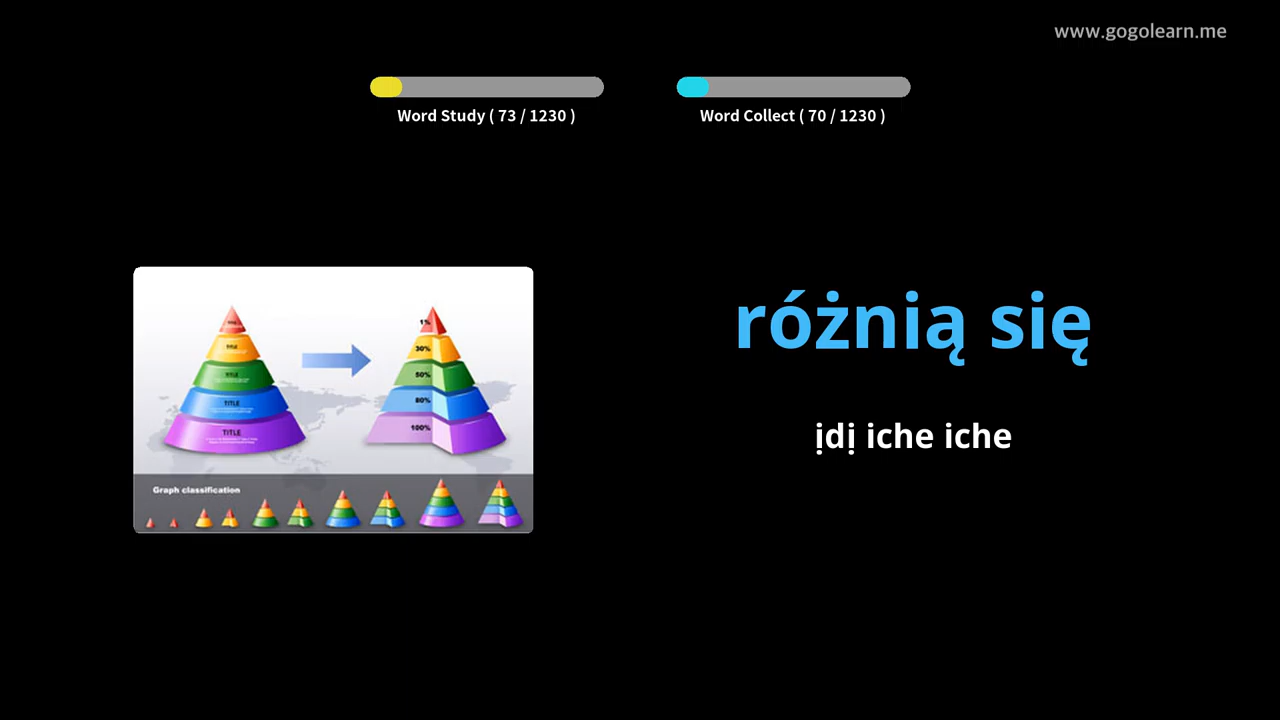 www.gogolearn.me
Word Study ( 73 / 1230 )
Word Collect ( 70 / 1230 )
różnią się
ịdị iche iche
TITLE
TITLE
TITLE
TITLE
1%
30%
50%
80%
100%
Graph classification